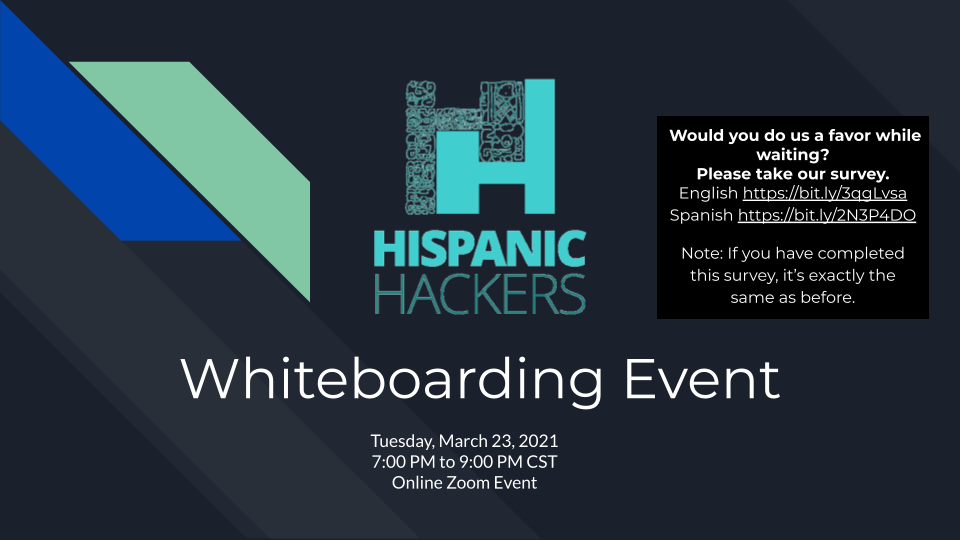 HISPANIC
HACKERS
Would you do us a favor while
waiting?
Please take our survey.
English https://bit.ly/3qgLvsa
Spanish https://bit.ly/2N3P4DO
Note: If you have completed
this survey, it’s exactly the
same as before.
Whiteboarding Event
Tuesday, March 23, 2021
7:00 PM to 9:00 PM CST
Online Zoom Event